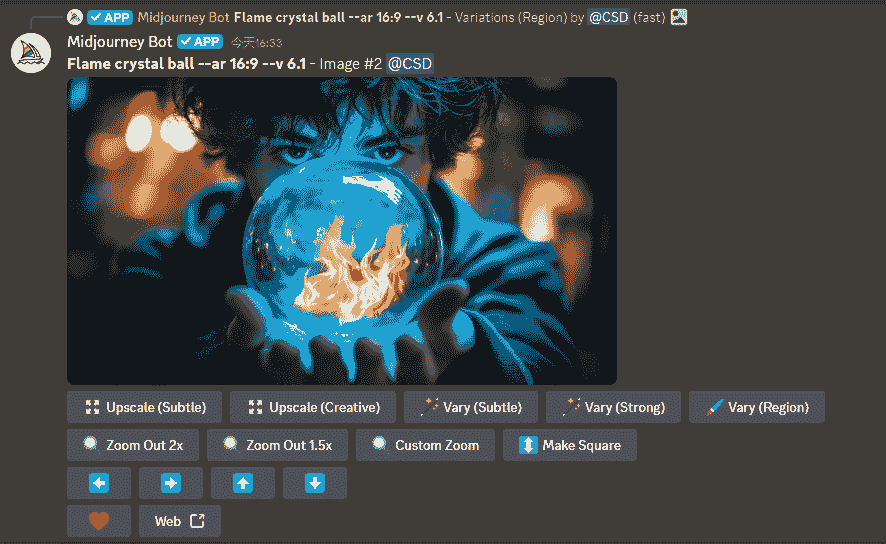 APP Midjourney Bot Flame crystal ball --ar 16:9 --v 6.1 - Variations (Region) by @CSD (fast)
Midjourney Bot APP 今天16:33
Flame crystal ball --ar 16:9 --v 6.1 - Image #2 @CSD
Upscale (Subtle) Upscale (Creative) Vary (Subtle) Vary (Strong) Vary (Region)
Zoom Out 2x Zoom Out 1.5x Custom Zoom Make Square
Web